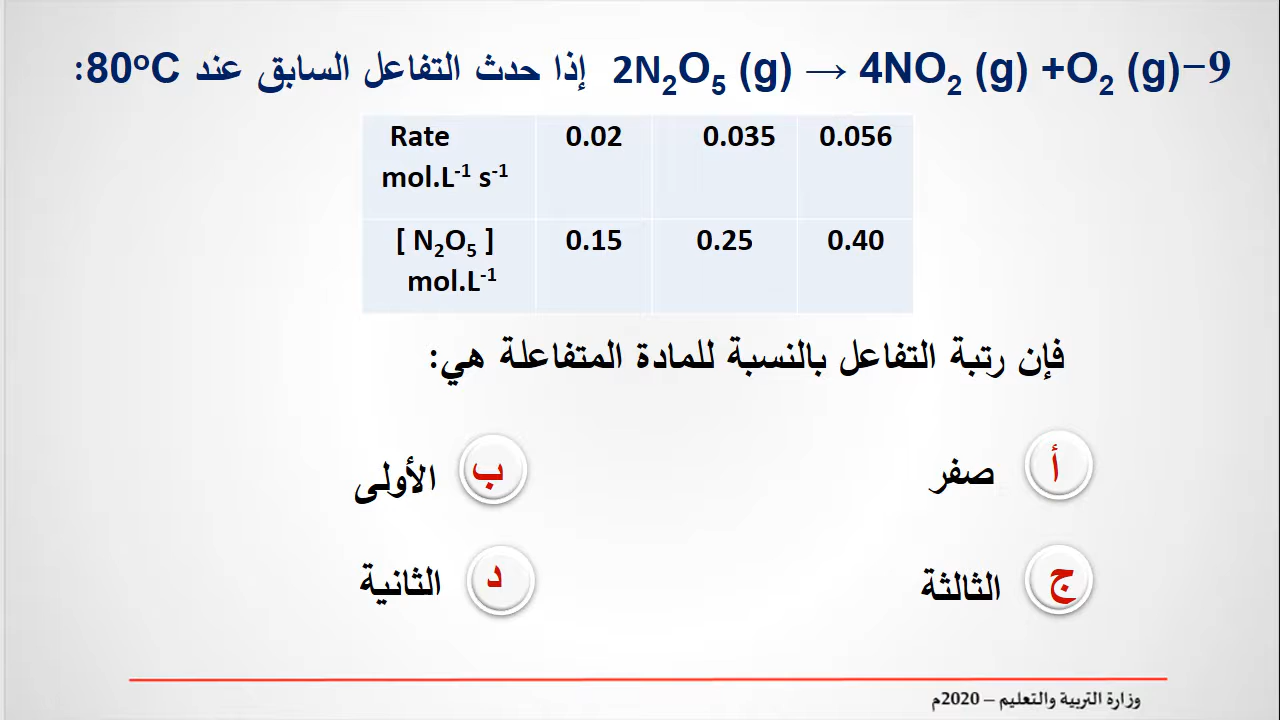 9- 2N₂O₅ (g) → 4NO₂ (g) +O₂ (g) إذا حدث التفاعل السابق عند 80ºC:
Rate 0.02 0.035 0.056
mol.L⁻¹ s⁻¹
[ N₂O₅ ] 0.15 0.25 0.40
mol.L⁻¹
فإن رتبة التفاعل بالنسبة للمادة المتفاعلة هي:
أ صفر ب الأولى
ج الثالثة د الثانية
وزارة التربية والتعليم – 2020م